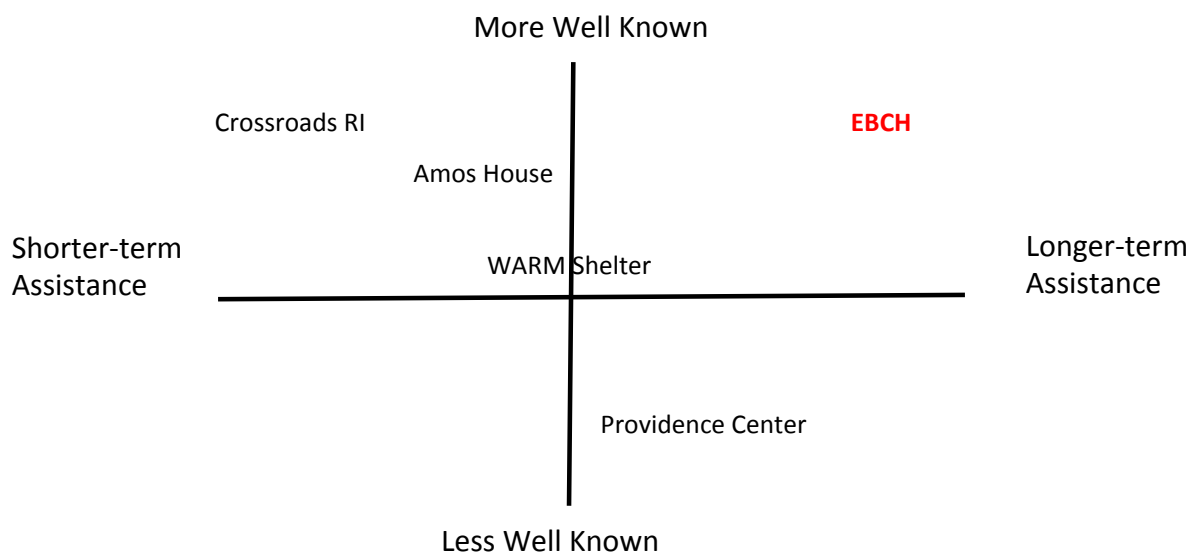 More Well Known
Crossroads RI
EBCH
Amos House
Shorter-term
Assistance
WARM Shelter
Longer-term
Assistance
Providence Center
Less Well Known